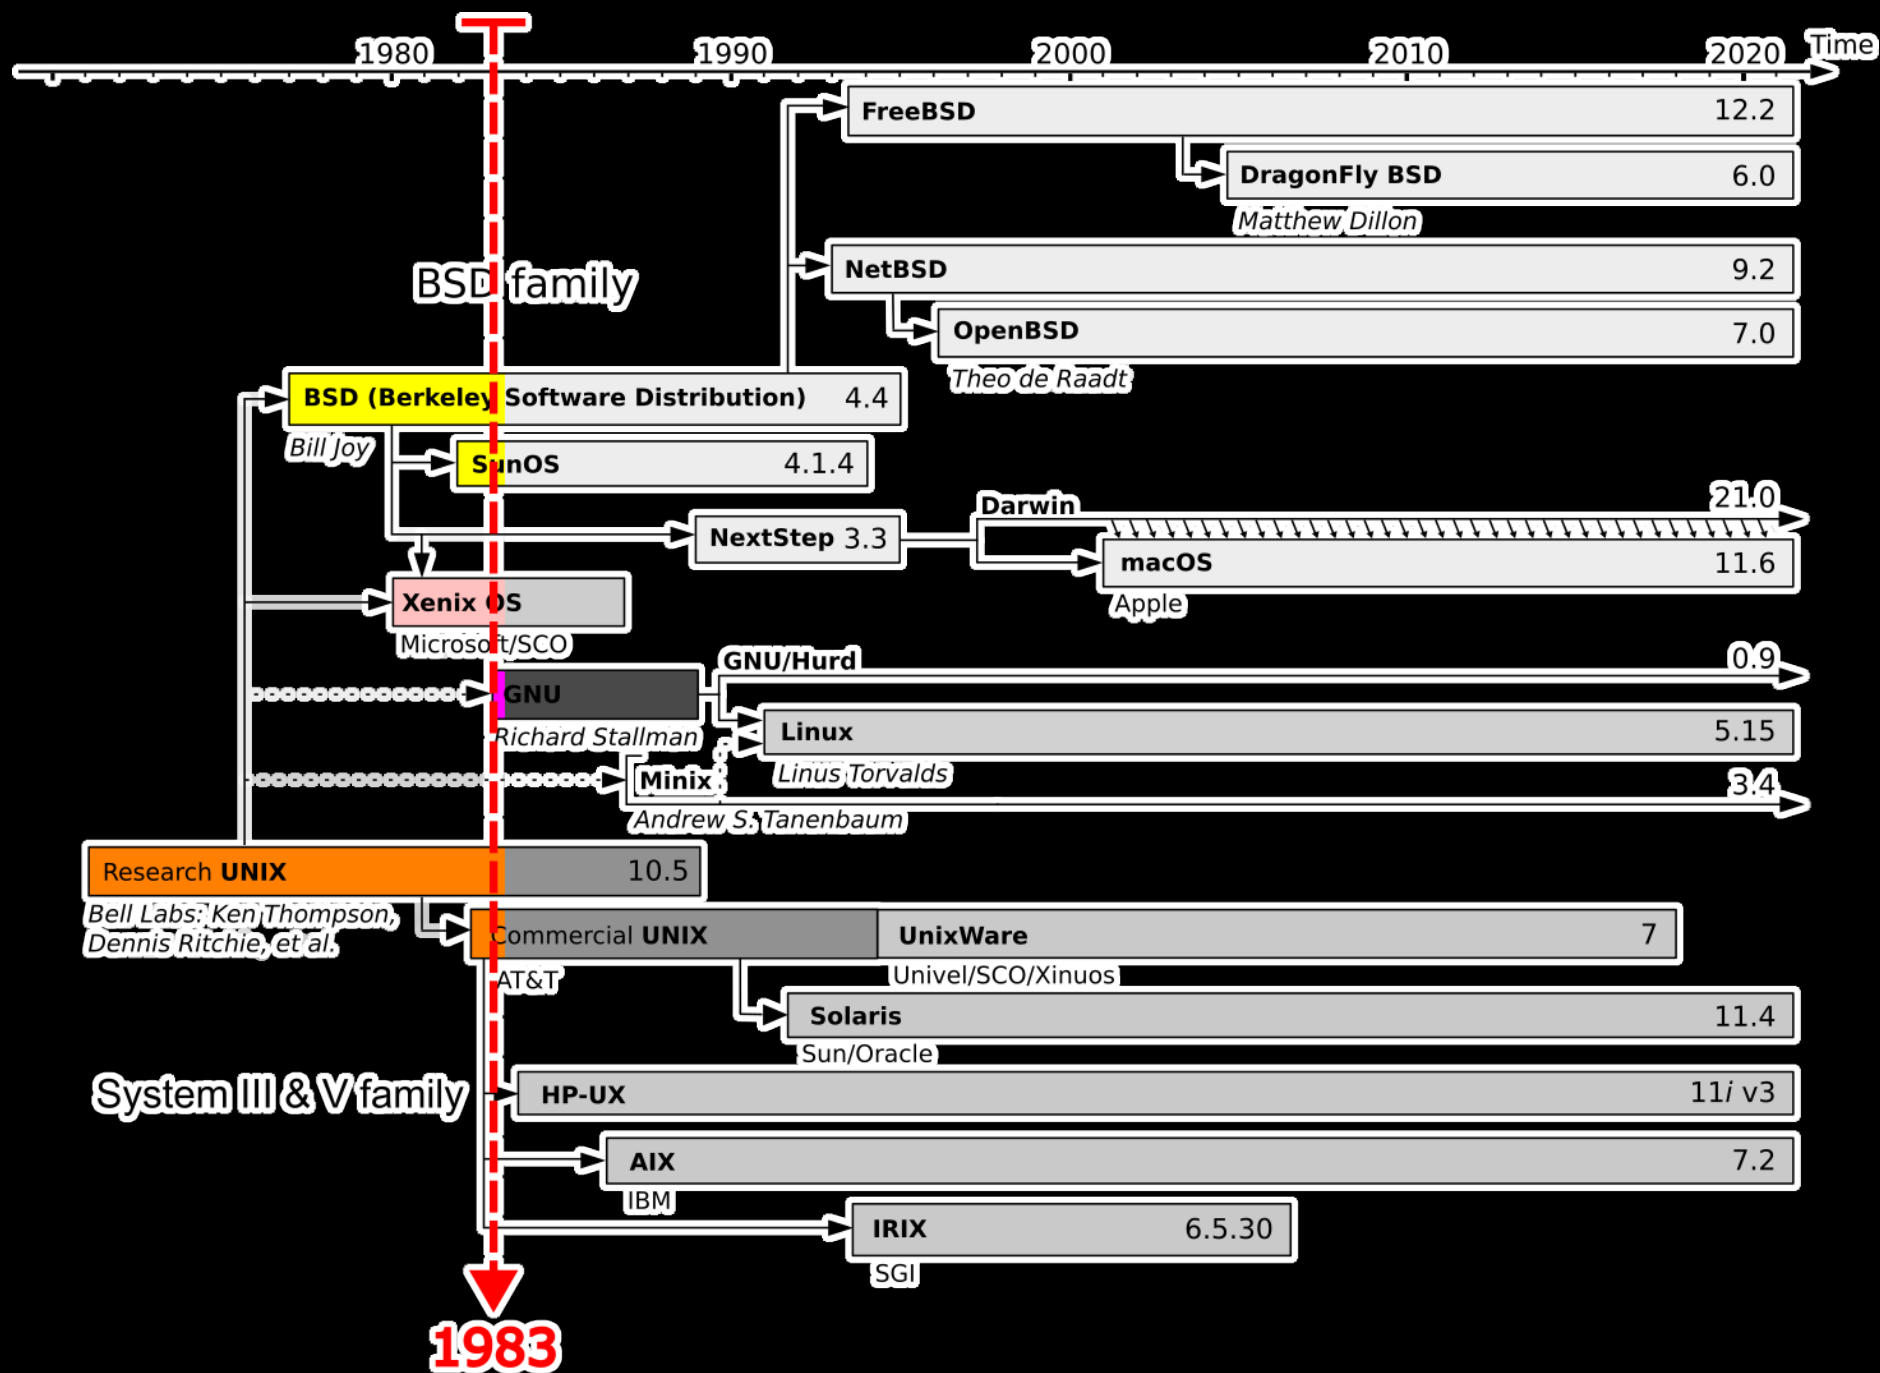 1980 1990 2000 2010 2020 Time
FreeBSD 12.2
DragonFly BSD 6.0
Matthew Dillon
BSD family
NetBSD 9.2
OpenBSD 7.0
Theo de Raadt
BSD (Berkeley Software Distribution) 4.4
Bill Joy
SunOS 4.1.4
Darwin 21.0
NextStep 3.3
macOS 11.6
Apple
Xenix OS
Microsoft/SCO
GNU/Hurd 0.9
GNU
Richard Stallman
Linux 5.15
Linus Torvalds
Minix 3.4
Andrew S. Tanenbaum
Research UNIX 10.5
Bell Labs: Ken Thompson,
Dennis Ritchie, et al.
Commercial UNIX UnixWare 7
AT&T Univel/SCO/Xinuos
Solaris 11.4
Sun/Oracle
System III & V family
HP-UX 11i v3
AIX 7.2
IBM
IRIX 6.5.30
SGI
1983